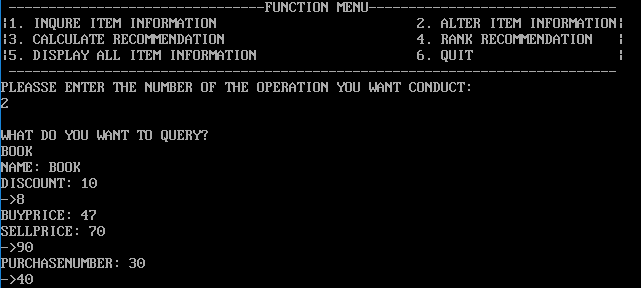 --------------------------------FUNCTION MENU-------------------------------
|1. INQURE ITEM INFORMATION 2. ALTER ITEM INFORMATION|
|3. CALCULATE RECOMMENDATION 4. RANK RECOMMENDATION |
|5. DISPLAY ALL ITEM INFORMATION 6. QUIT |
----------------------------------------------------------------------------
PLEASSE ENTER THE NUMBER OF THE OPERATION YOU WANT CONDUCT:
2
WHAT DO YOU WANT TO QUERY?
BOOK
NAME: BOOK
DISCOUNT: 10
->8
BUYPRICE: 47
SELLPRICE: 70
->90
PURCHASENUMBER: 30
->40